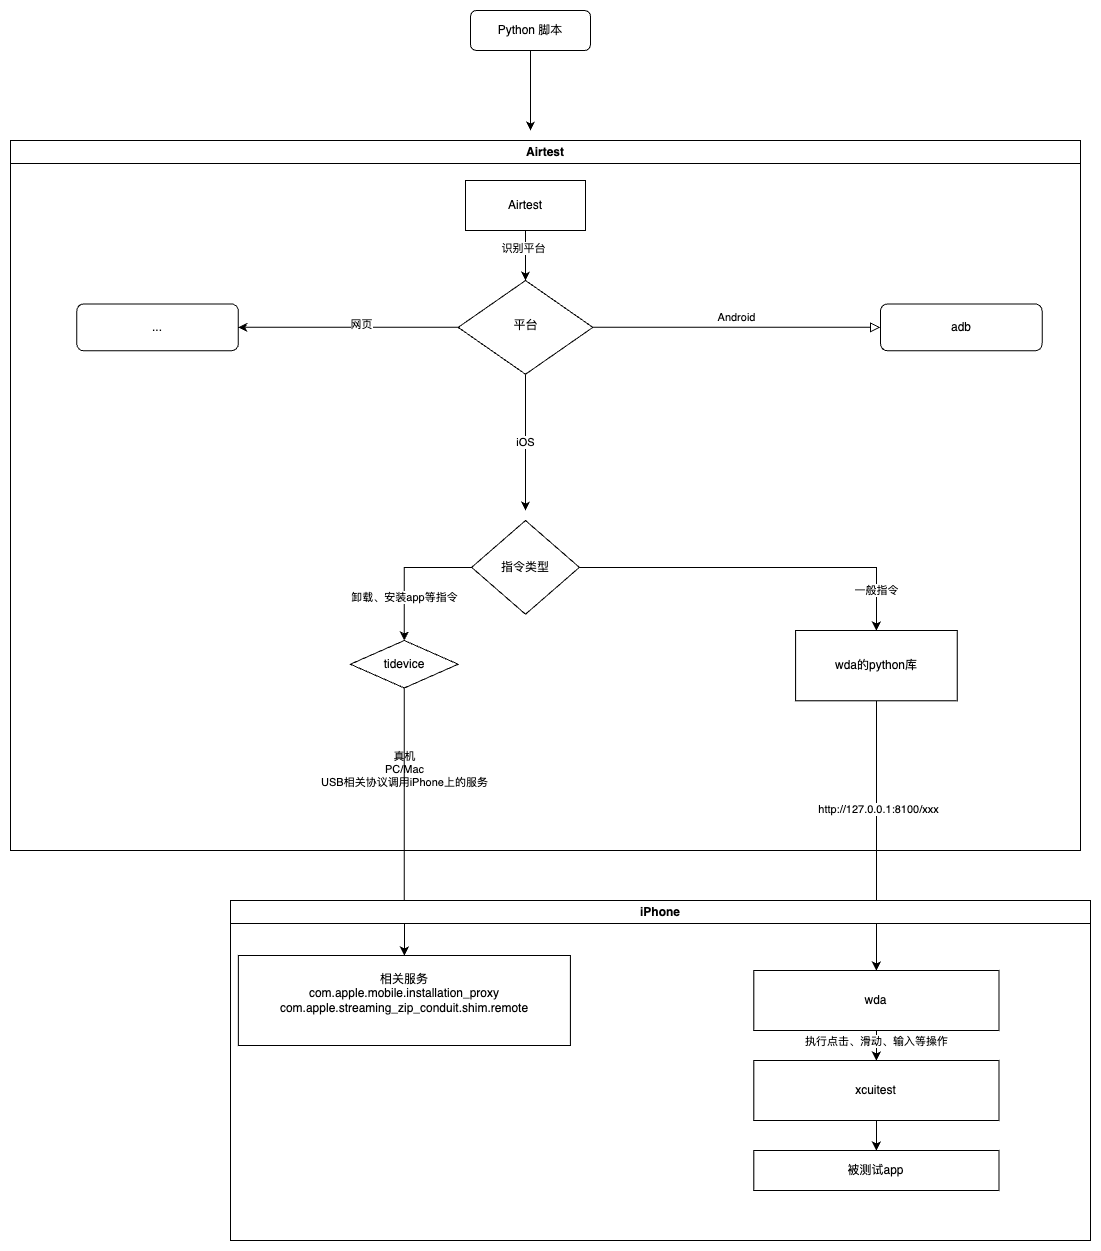 Python 脚本
Airtest
Airtest
识别平台
...
网页
平台
Android
adb
iOS
指令类型
卸载、安装app等指令
一般指令
tidevice
wda的python库
真机
PC/Mac
USB相关协议调用iPhone上的服务
http://127.0.0.1:8100/xxx
iPhone
相关服务
com.apple.mobile.installation_proxy
com.apple.streaming_zip_conduit.shim.remote
wda
执行点击、滑动、输入等操作
xcuitest
被测试app